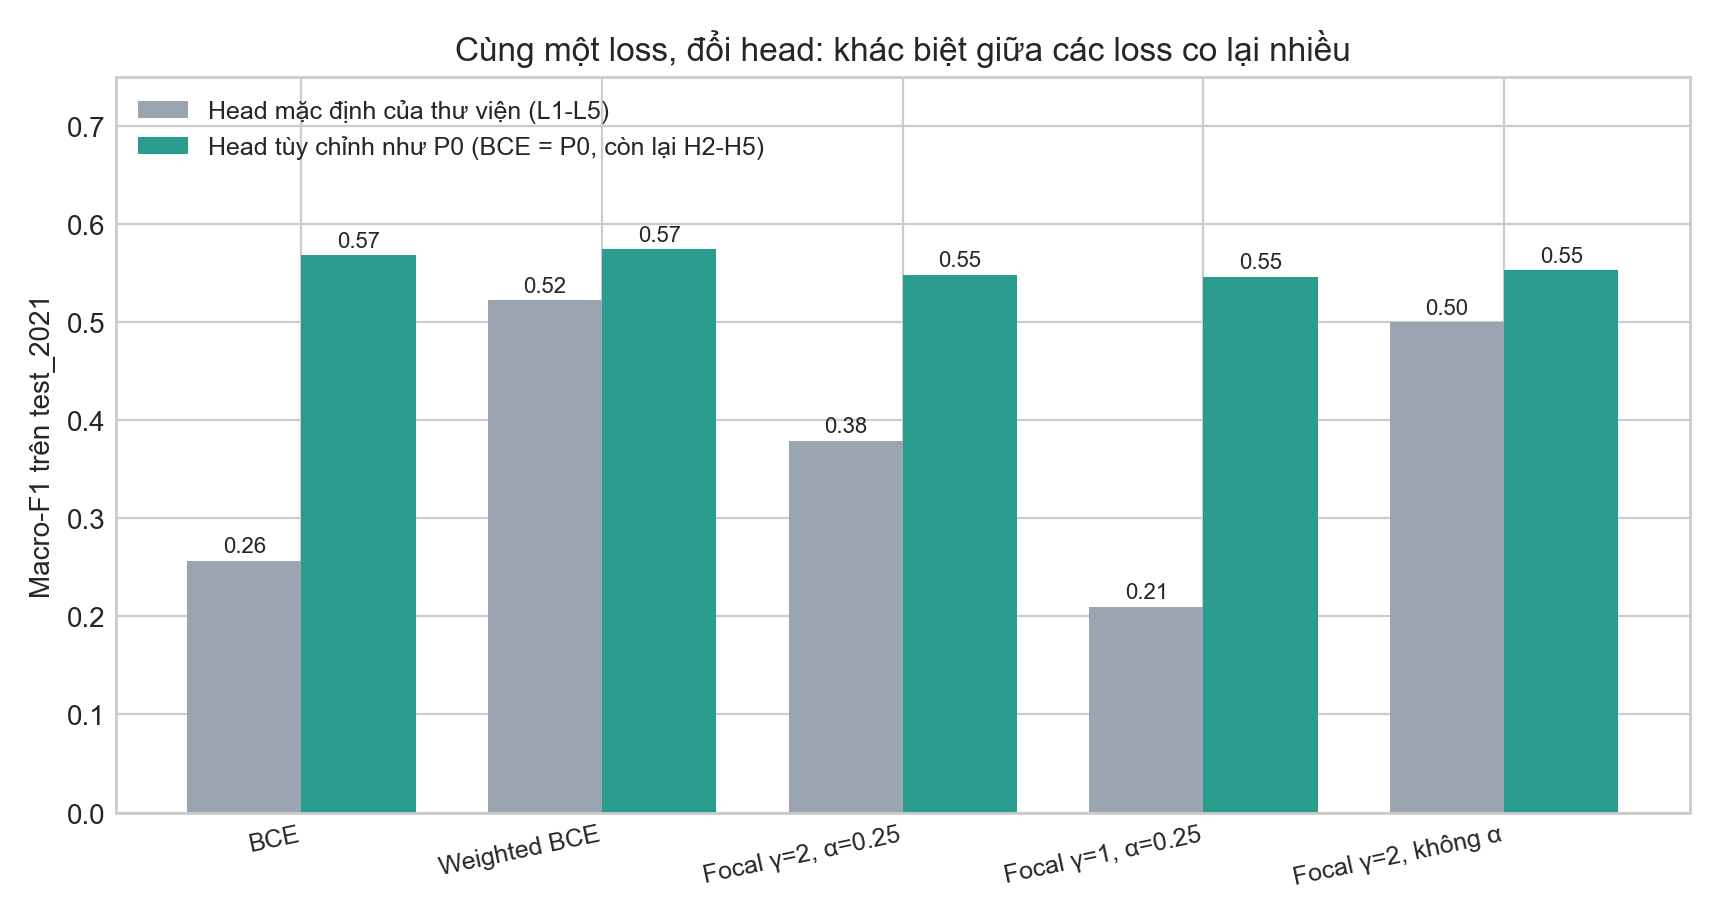 Cùng một loss, đổi head: khác biệt giữa các loss co lại nhiều
Head mặc định của thư viện (L1-L5)
Head tùy chỉnh như P0 (BCE = P0, còn lại H2-H5)
Macro-F1 trên test_2021
0.7
0.6
0.5
0.4
0.3
0.2
0.1
0.0
0.26
0.57
0.52
0.57
0.38
0.55
0.21
0.55
0.50
0.55
BCE
Weighted BCE
Focal γ=2, α=0.25
Focal γ=1, α=0.25
Focal γ=2, không α